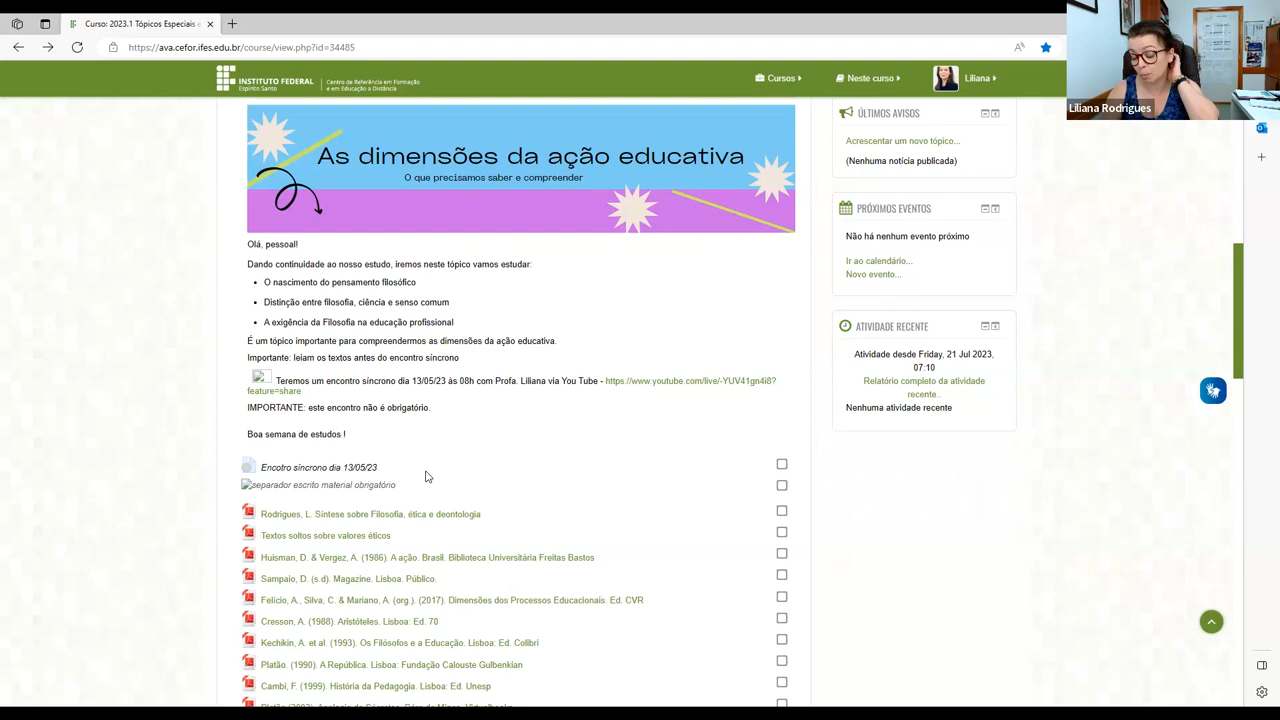 Curso: 2023.1 Tópicos Especiais e
https://ava.cefor.ifes.edu.br/course/view.php?id=34485
INSTITUTO FEDERAL
Espírito Santo
Centro de Referência em Formação
e em Educação a Distância
Cursos
Neste curso
Liliana
Liliana Rodrigues
As dimensões da ação educativa
O que precisamos saber e compreender
Olá, pessoal!
Dando continuidade ao nosso estudo, iremos neste tópico vamos estudar:
O nascimento do pensamento filosófico
Distinção entre filosofia, ciência e senso comum
A exigência da Filosofia na educação profissional
É um tópico importante para compreendermos as dimensões da ação educativa.
Importante: leiam os textos antes do encontro síncrono
Teremos um encontro síncrono dia 13/05/23 às 08h com Profa. Liliana via You Tube - https://www.youtube.com/live/-YUV41gn4i8?
feature=share
IMPORTANTE: este encontro não é obrigatório.
Boa semana de estudos !
Encotro síncrono dia 13/05/23
separador escrito material obrigatório
Rodrigues, L. Síntese sobre Filosofia, ética e deontologia
Textos soltos sobre valores éticos
Huisman, D. & Vergez, A. (1986). A ação. Brasil. Biblioteca Universitária Freitas Bastos
Sampaio, D. (s.d). Magazine. Lisboa. Público.
Felício, A., Silva, C. & Mariano, A. (org.). (2017). Dimensões dos Processos Educacionais. Ed. CVR
Cresson, A. (1988). Aristóteles. Lisboa: Ed. 70
Kechikin, A. et al. (1993). Os Filósofos e a Educação. Lisboa: Ed. Colibri
Platão. (1990). A República. Lisboa: Fundação Calouste Gulbenkian
Cambi, F. (1999). História da Pedagogia. Lisboa: Ed. Unesp
ÚLTIMOS AVISOS
Acrescentar um novo tópico...
(Nenhuma notícia publicada)
PRÓXIMOS EVENTOS
Não há nenhum evento próximo
Ir ao calendário...
Novo evento...
ATIVIDADE RECENTE
Atividade desde Friday, 21 Jul 2023,
07:10
Relatório completo da atividade
recente..
Nenhuma atividade recente